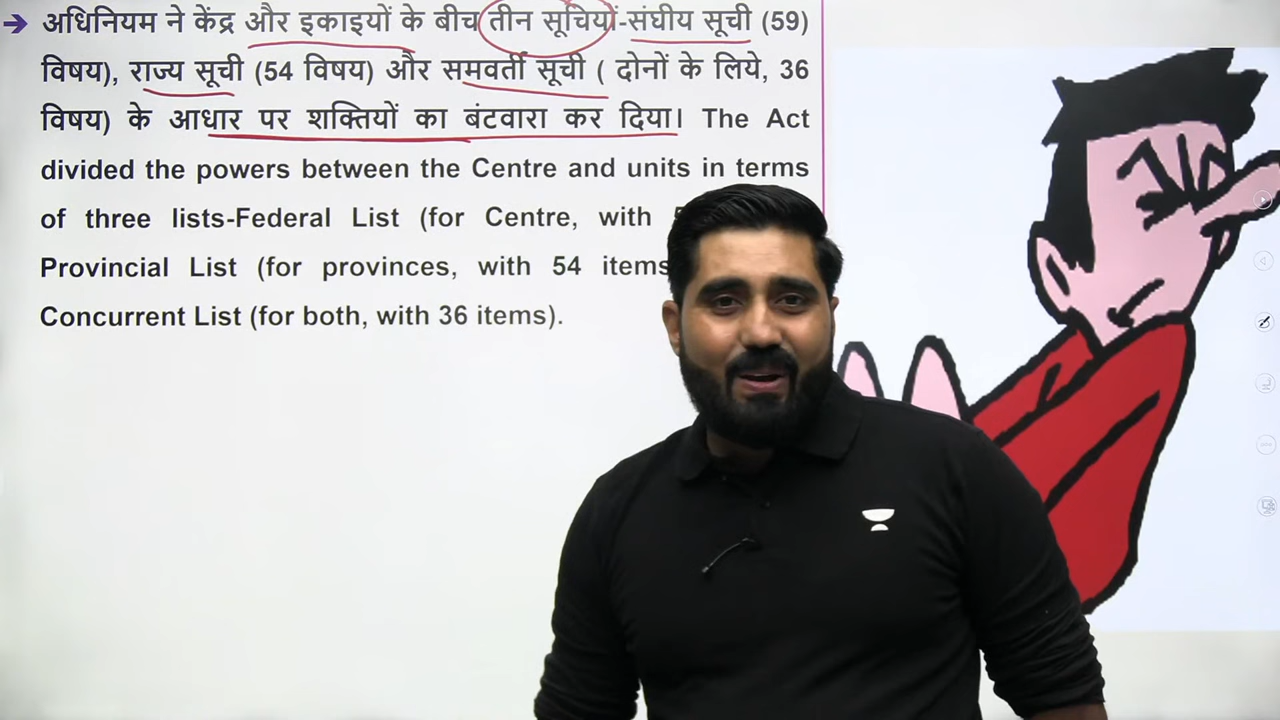 अधिनियम ने केंद्र और इकाइयों के बीच तीन सूचियों-संघीय सूची (59
विषय), राज्य सूची (54 विषय) और समवर्ती सूची ( दोनों के लिये, 36
विषय) के आधार पर शक्तियों का बंटवारा कर दिया। The Act
divided the powers between the Centre and units in terms
of three lists-Federal List (for Centre, with
Provincial List (for provinces, with 54 items
Concurrent List (for both, with 36 items).